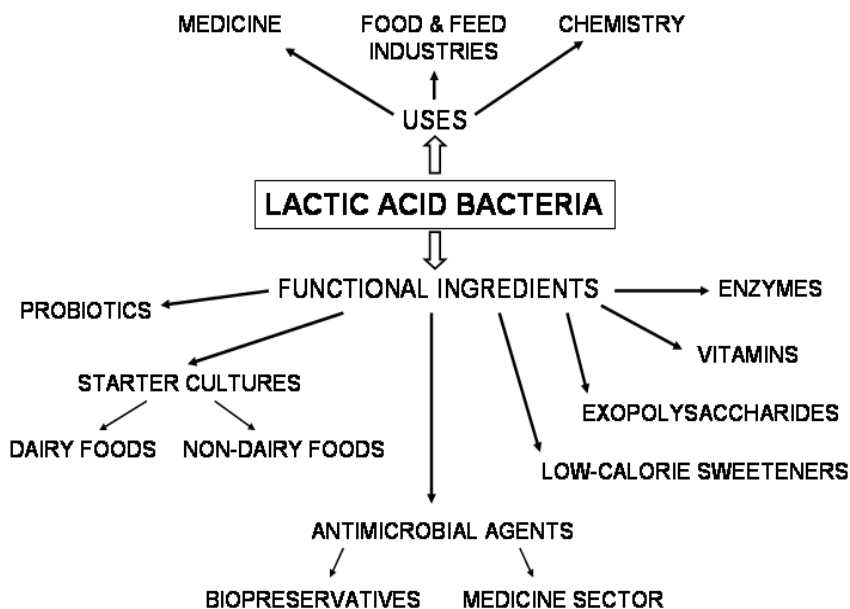 MEDICINE
FOOD & FEED
INDUSTRIES
CHEMISTRY
USES
LACTIC ACID BACTERIA
FUNCTIONAL INGREDIENTS
ENZYMES
PROBIOTICS
VITAMINS
STARTER CULTURES
EXOPOLYSACCHARIDES
DAIRY FOODS
NON-DAIRY FOODS
LOW-CALORIE SWEETENERS
ANTIMICROBIAL AGENTS
BIOPRESERVATIVES
MEDICINE SECTOR